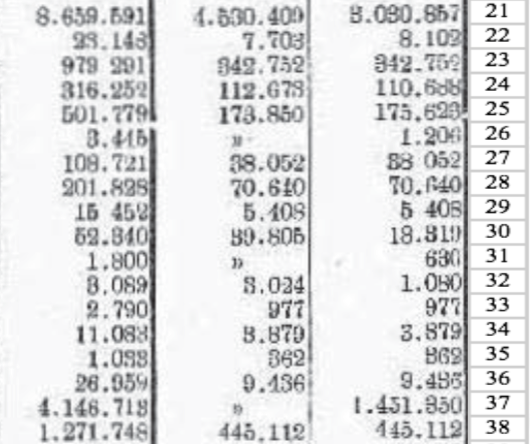 8.659.591 4.530.409 3.030.857 21
23.148 7.703 8.102 22
979 291 342.752 342.752 23
316.252 112.673 110.688 24
501.779 173.850 175.623 25
3.445 » 1.206 26
108.721 38.052 38 052 27
201.828 70.640 70.640 28
15 452 5.408 5 408 29
52.340 39.805 18.319 30
1.800 » 630 31
3.089 3.024 1.080 32
2.790 977 977 33
11.083 3.879 3.879 34
1.033 362 362 35
26.959 9.436 9.436 36
4.146.713 » 1.451.350 37
1.271.748 445.112 445.112 38